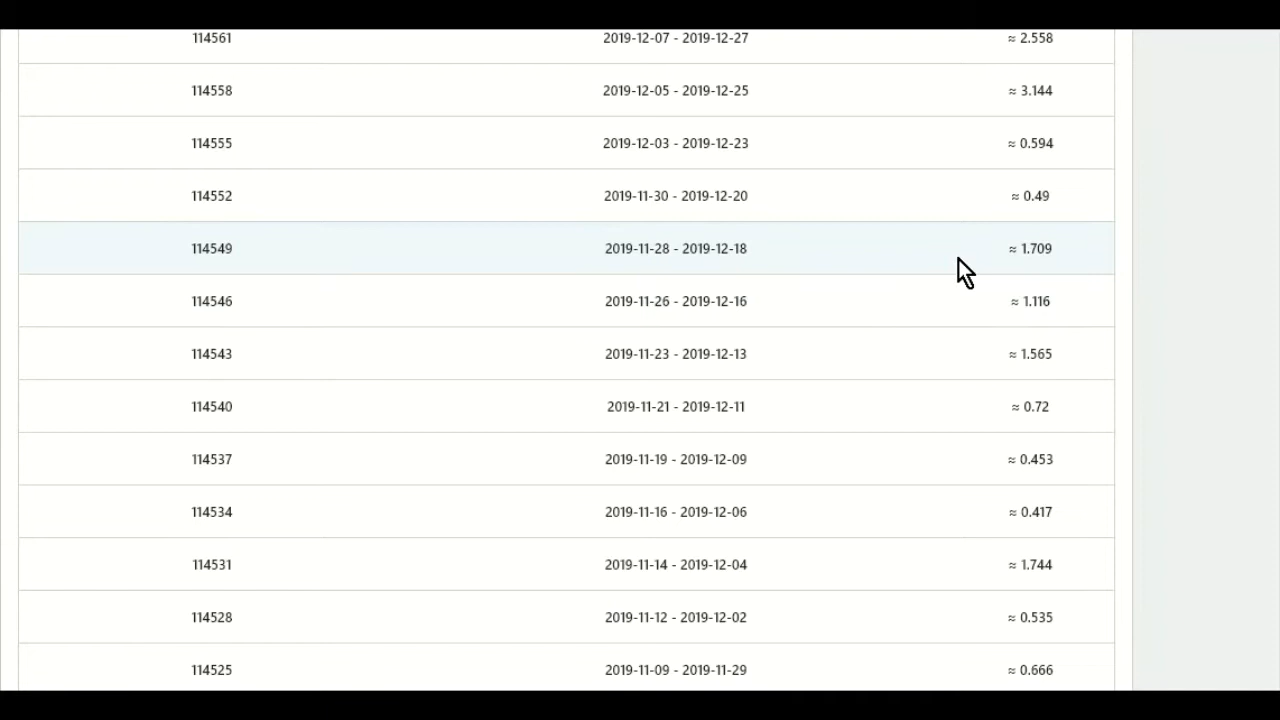 114561 2019-12-07 - 2019-12-27 ≈ 2.558
114558 2019-12-05 - 2019-12-25 ≈ 3.144
114555 2019-12-03 - 2019-12-23 ≈ 0.594
114552 2019-11-30 - 2019-12-20 ≈ 0.49
114549 2019-11-28 - 2019-12-18 ≈ 1.709
114546 2019-11-26 - 2019-12-16 ≈ 1.116
114543 2019-11-23 - 2019-12-13 ≈ 1.565
114540 2019-11-21 - 2019-12-11 ≈ 0.72
114537 2019-11-19 - 2019-12-09 ≈ 0.453
114534 2019-11-16 - 2019-12-06 ≈ 0.417
114531 2019-11-14 - 2019-12-04 ≈ 1.744
114528 2019-11-12 - 2019-12-02 ≈ 0.535
114525 2019-11-09 - 2019-11-29 ≈ 0.666